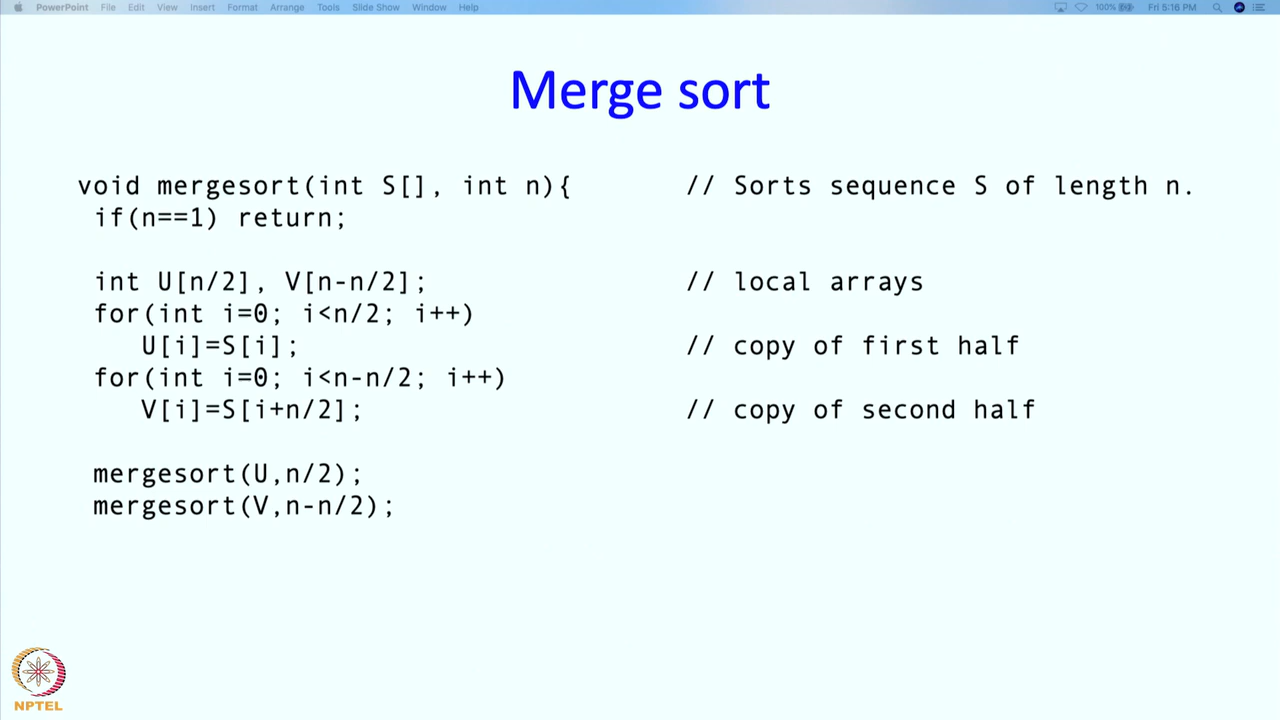 PowerPoint File Edit View Insert Format Arrange Tools Slide Show Window Help 100% Fri 5:16 PM
Merge sort
void mergesort(int S[], int n){ // Sorts sequence S of length n.
if(n==1) return;
int U[n/2], V[n-n/2]; // local arrays
for(int i=0; i<n/2; i++)
U[i]=S[i]; // copy of first half
for(int i=0; i<n-n/2; i++)
V[i]=S[i+n/2]; // copy of second half
mergesort(U,n/2);
mergesort(V,n-n/2);
NPTEL